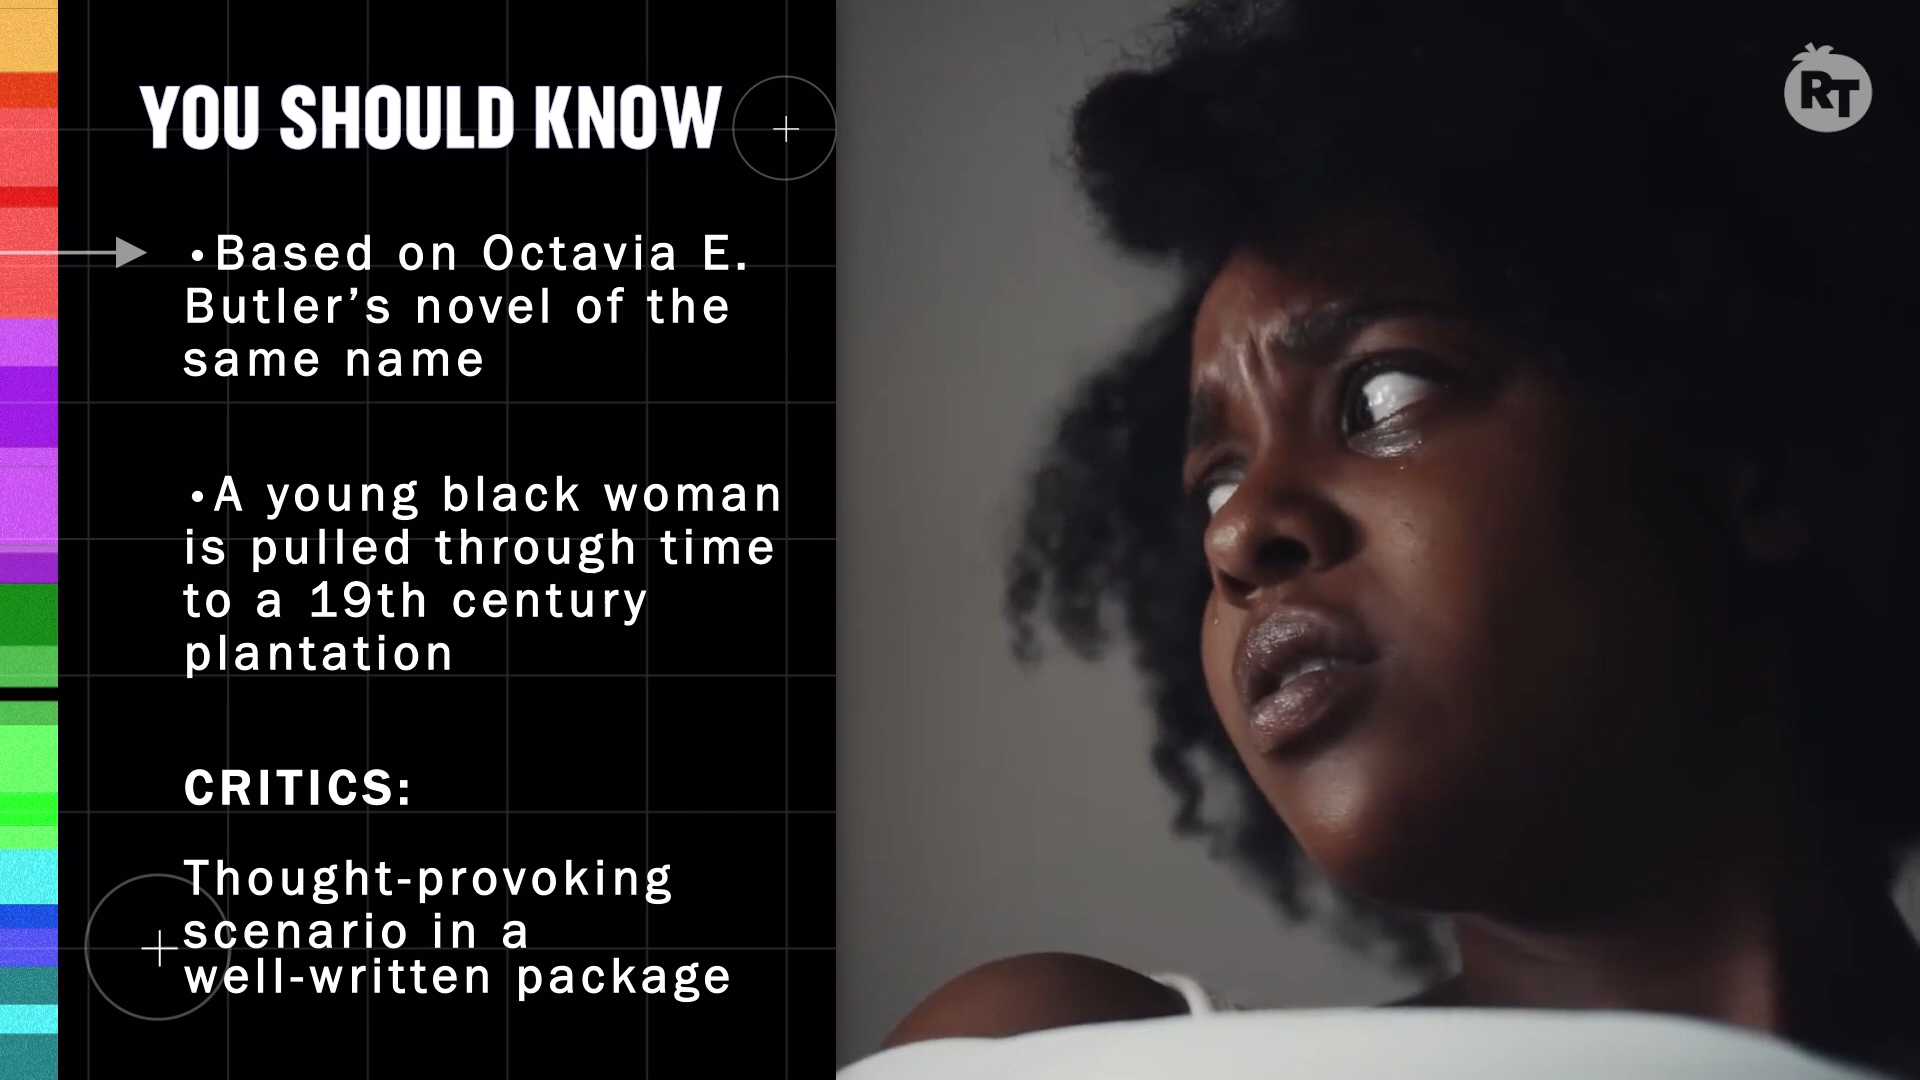 YOU SHOULD KNOW
RT
•Based on Octavia E.
Butler’s novel of the
same name
•A young black woman
is pulled through time
to a 19th century
plantation
CRITICS:
Thought-provoking
scenario in a
well-written package